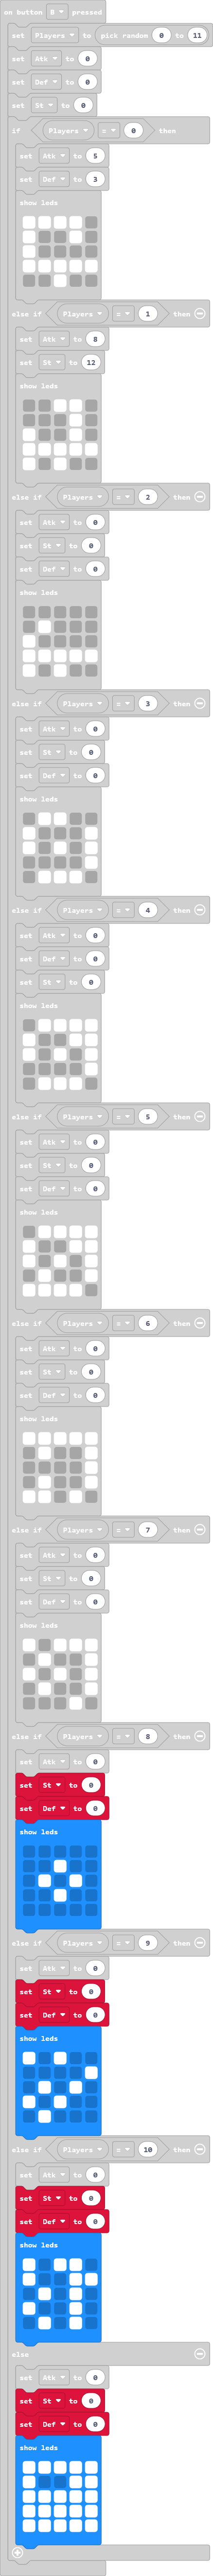 on button B pressed
set Players to pick random 0 to 11
set Atk to 0
set Def to 0
set St to 0
if Players = 0 then
set Atk to 5
set Def to 3
show leds
else if Players = 1 then
set Atk to 8
set St to 12
show leds
else if Players = 2 then
set Atk to 0
set St to 0
set Def to 0
show leds
else if Players = 3 then
set Atk to 0
set St to 0
set Def to 0
show leds
else if Players = 4 then
set Atk to 0
set Def to 0
set St to 0
show leds
else if Players = 5 then
set Atk to 0
set St to 0
set Def to 0
show leds
else if Players = 6 then
set Atk to 0
set St to 0
set Def to 0
show leds
else if Players = 7 then
set Atk to 0
set St to 0
set Def to 0
show leds
else if Players = 8 then
set Atk to 0
set St to 0
set Def to 0
show leds
else if Players = 9 then
set Atk to 0
set St to 0
set Def to 0
show leds
else if Players = 10 then
set Atk to 0
set St to 0
set Def to 0
show leds
else
set Atk to 0
set St to 0
set Def to 0
show leds